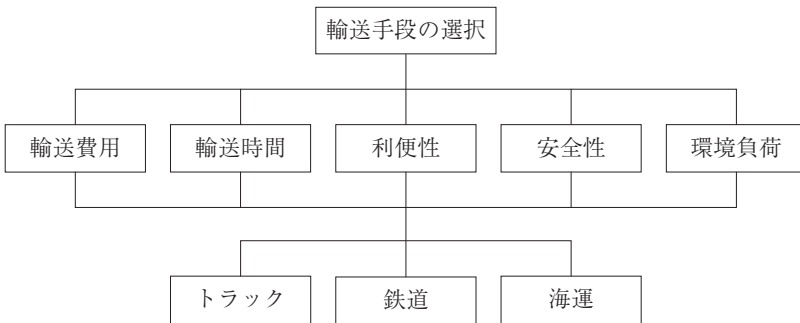 輸送手段の選択
輸送費用
輸送時間
利便性
安全性
環境負荷
トラック
鉄道
海運